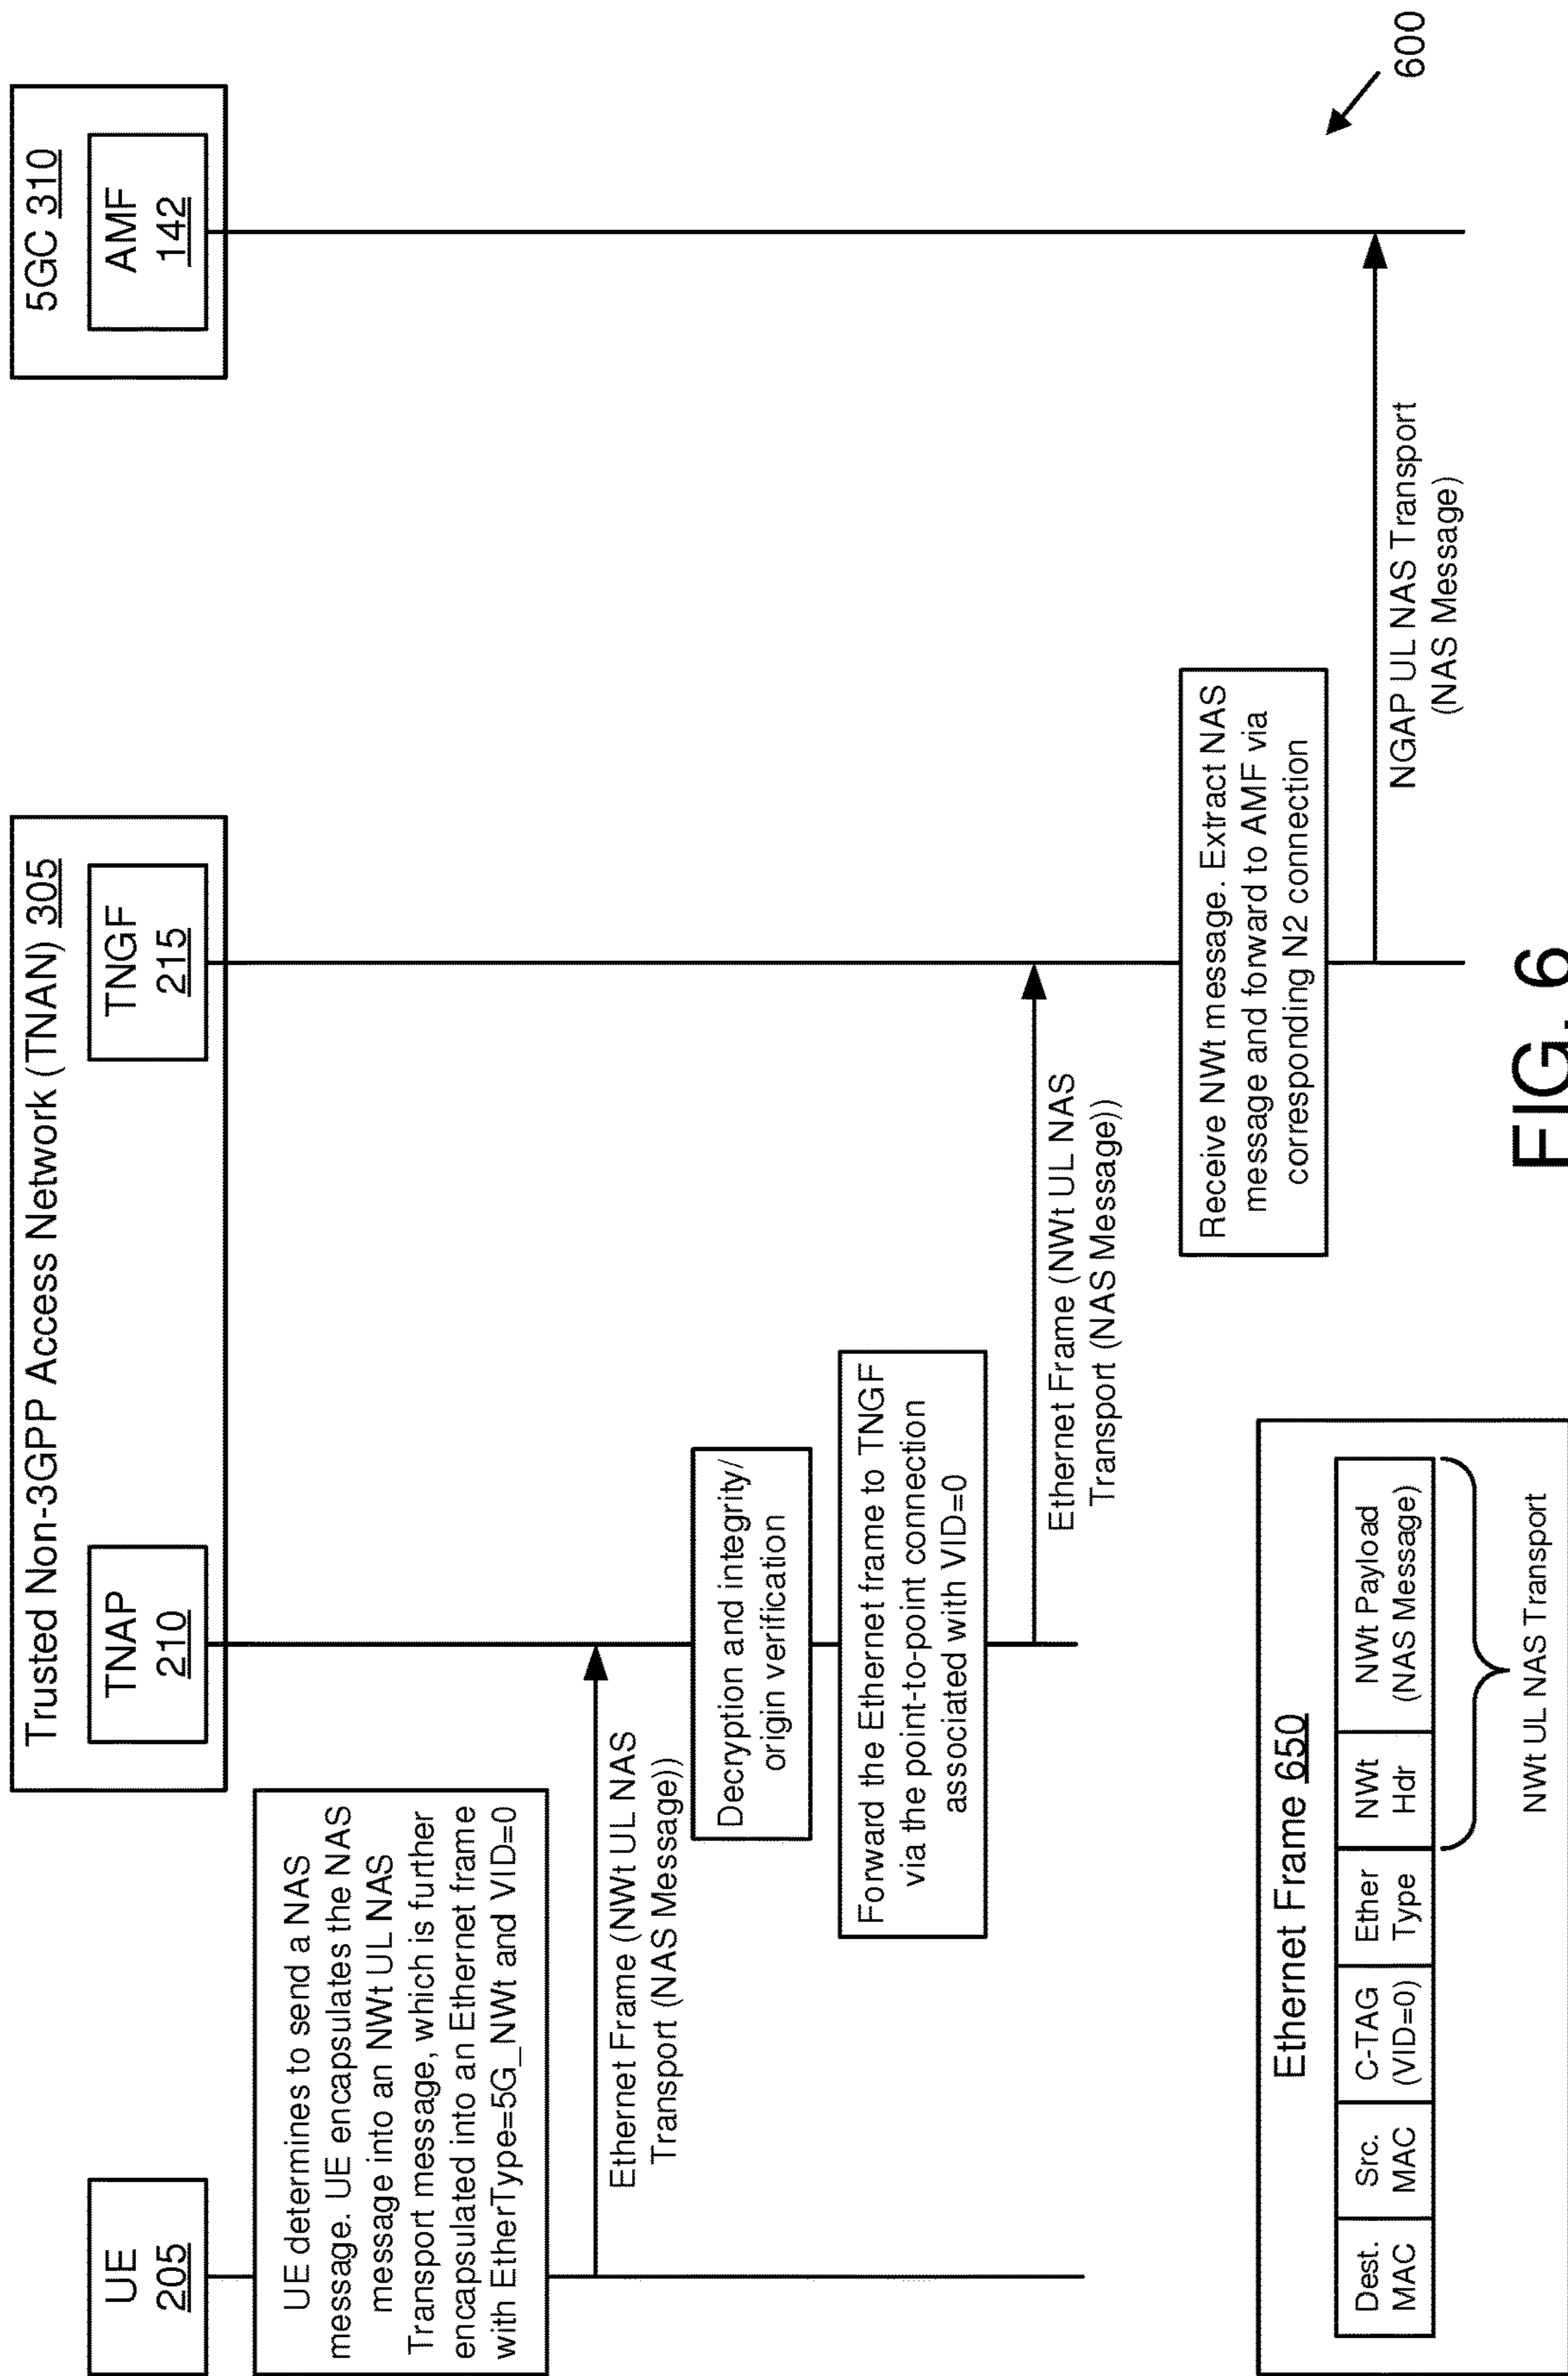 Trusted Non-3GPP Access Network (TNAN) 305
5GC 310
UE
205
TNAP
210
TNGF
215
AMF
142
UE determines to send a NAS
message. UE encapsulates the NAS
message into an NWt UL NAS
Transport message, which is further
encapsulated into an Ethernet frame
with EtherType=5G_NWt and VID=0
Ethernet Frame (NWt UL NAS
Transport (NAS Message))
Decryption and integrity/
origin verification
Forward the Ethernet frame to TNGF
via the point-to-point connection
associated with VID=0
Ethernet Frame (NWt UL NAS
Transport (NAS Message))
Receive NWt message. Extract NAS
message and forward to AMF via
corresponding N2 connection
NGAP UL NAS Transport
(NAS Message)
600
Ethernet Frame 650
Dest.
MAC
Src.
MAC
C-TAG
(VID=0)
Ether
Type
NWt
Hdr
NWt Payload
(NAS Message)
NWt UL NAS Transport
FIG. 6